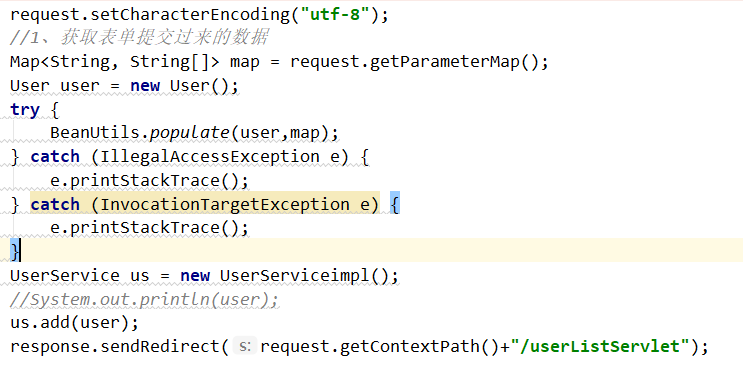 request.setCharacterEncoding("utf-8");
//1、获取表单提交过来的数据
Map<String, String[]> map = request.getParameterMap();
User user = new User();
try {
    BeanUtils.populate(user,map);
} catch (IllegalAccessException e) {
    e.printStackTrace();
} catch (InvocationTargetException e) {
    e.printStackTrace();
}
UserService us = new UserServiceimpl();
//System.out.println(user);
us.add(user);
response.sendRedirect( s: request.getContextPath()+"/userListServlet");